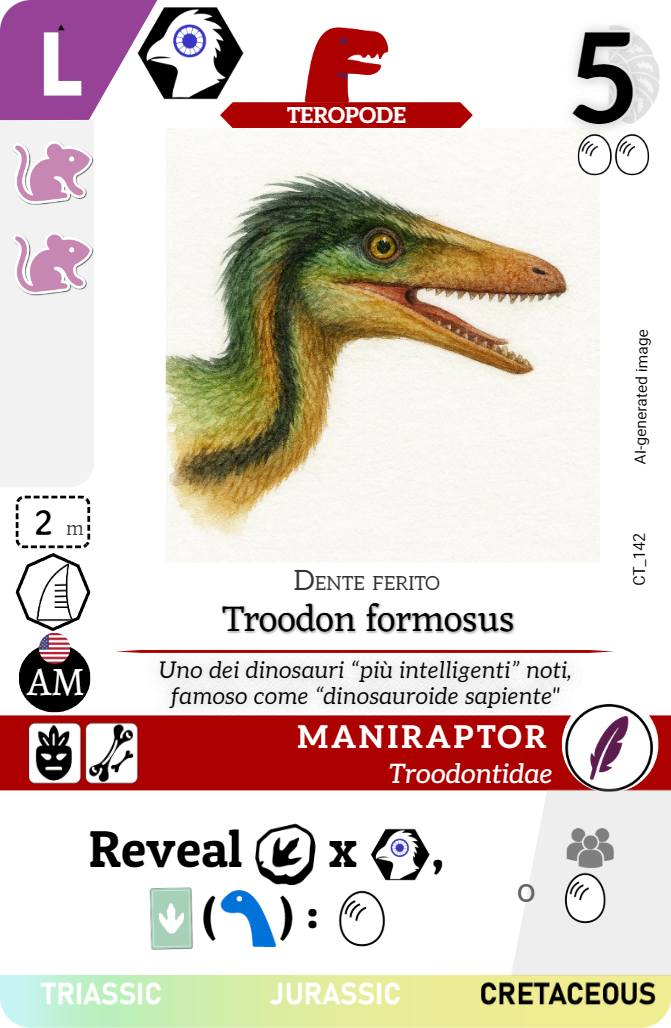 L
5
TEROPODE
AI-generated image
CT_142
2 m
AM
DENTE FERITO
Troodon formosus
Uno dei dinosauri “più intelligenti” noti,
famoso come “dinosauroide sapiente"
MANIRAPTOR
Troodontidae
Reveal x ,
( ) :
o
TRIASSIC JURASSIC CRETACEOUS